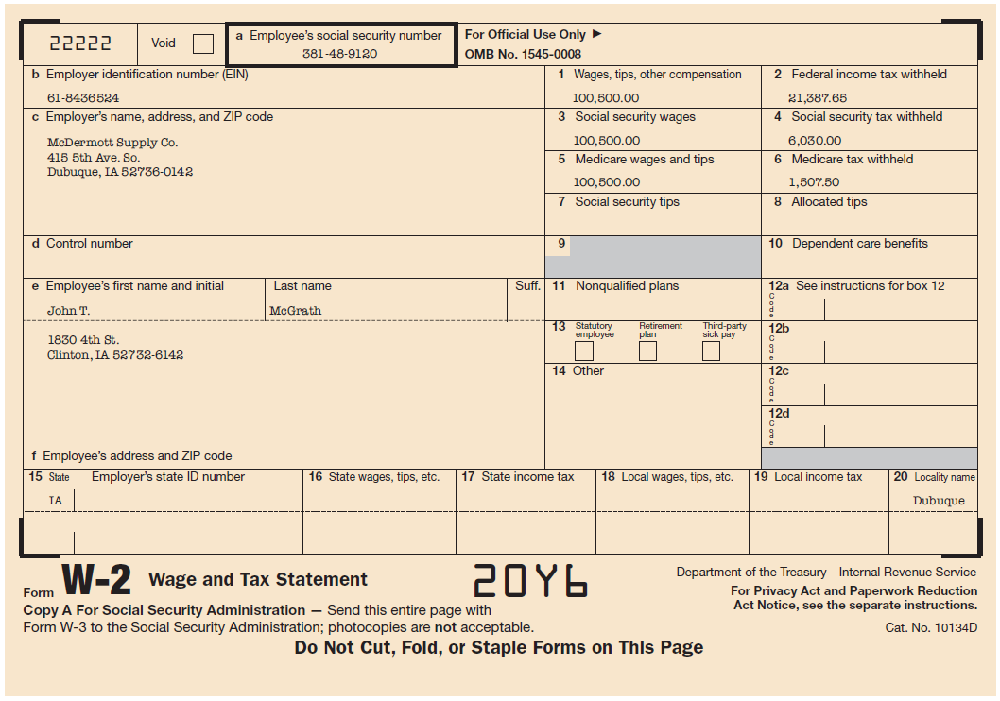 22222
Void
a Employee's social security number
381-48-9120
For Official Use Only ►
OMB No. 1545-0008
b Employer identification number (EIN)
61-8436524
1 Wages, tips, other compensation
100,500.00
2 Federal income tax withheld
21,387.65
c Employer's name, address, and ZIP code
McDermott Supply Co.
415 5th Ave. So.
Dubuque, IA 52736-0142
3 Social security wages
100,500.00
4 Social security tax withheld
6,030.00
5 Medicare wages and tips
100,500.00
6 Medicare tax withheld
1,507.50
7 Social security tips
8 Allocated tips
d Control number
9
10 Dependent care benefits
e Employee's first name and initial
John T.
Last name
McGrath
Suff.
1830 4th St.
Clinton, IA 52732-6142
f Employee's address and ZIP code
11 Nonqualified plans
12a See instructions for box 12
Code
13 Statutory employee
Retirement plan
Third-party sick pay
12b
Code
14 Other
12c
Code
12d
Code
15 State
IA
Employer's state ID number
16 State wages, tips, etc.
17 State income tax
18 Local wages, tips, etc.
19 Local income tax
20 Locality name
Dubuque
Form W-2 Wage and Tax Statement
20Y6
Department of the Treasury—Internal Revenue Service
For Privacy Act and Paperwork Reduction
Act Notice, see the separate instructions.
Copy A For Social Security Administration — Send this entire page with
Form W-3 to the Social Security Administration; photocopies are not acceptable.
Cat. No. 10134D
Do Not Cut, Fold, or Staple Forms on This Page